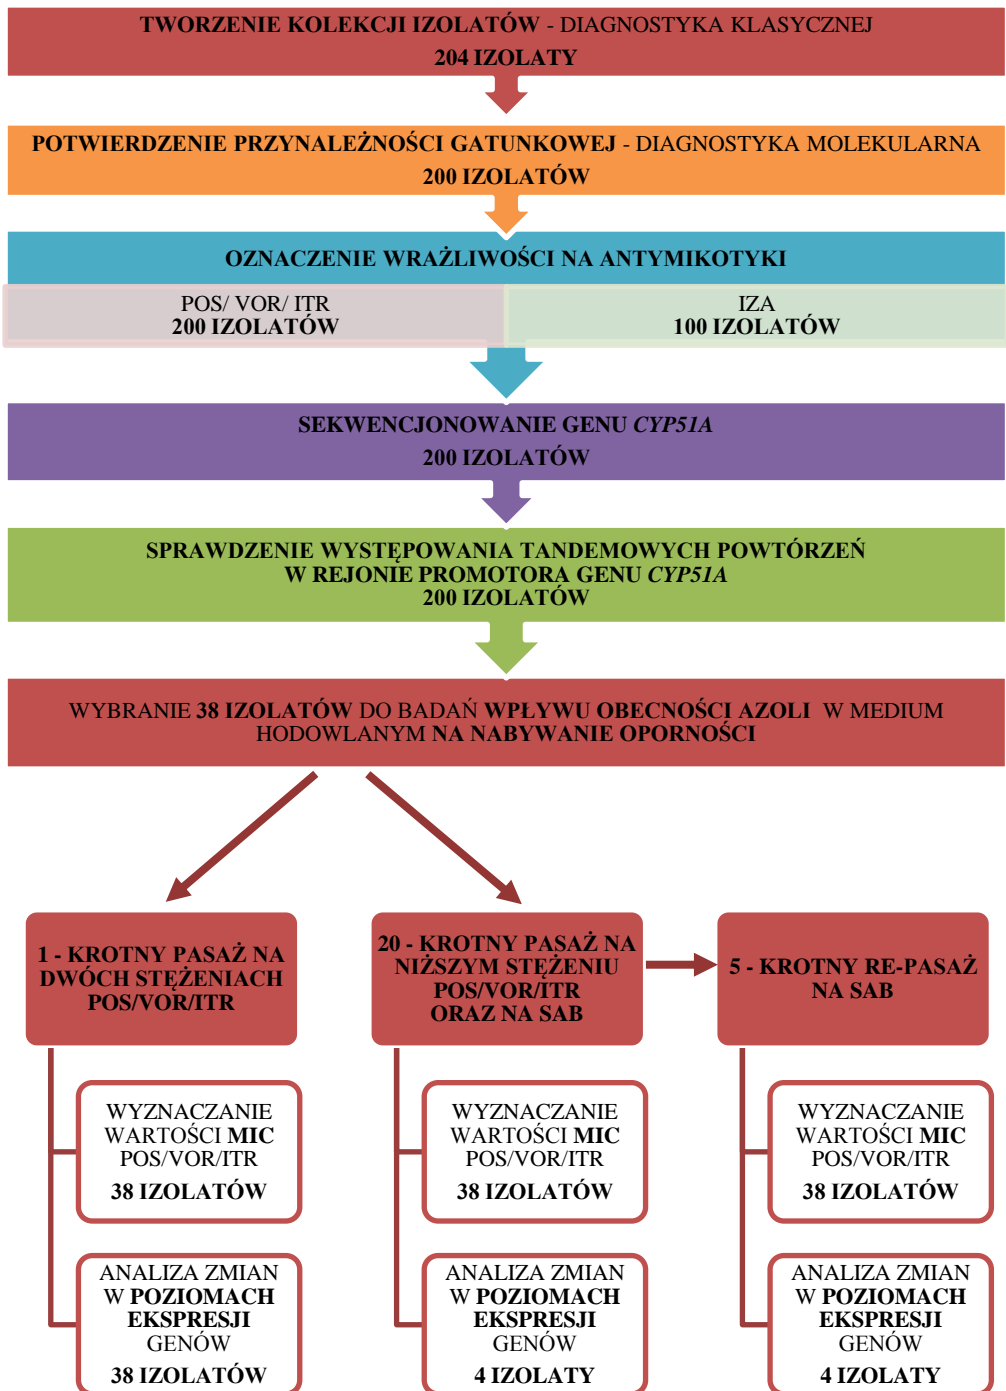 TWORZENIE KOLEKCJI IZOLATÓW - DIAGNOSTYKA KLASYCZNEJ
204 IZOLATY
POTWIERDZENIE PRZYNALEŻNOŚCI GATUNKOWEJ - DIAGNOSTYKA MOLEKULARNA
200 IZOLATÓW
OZNACZENIE WRAŻLIWOŚCI NA ANTYMIKOTYKI
POS/ VOR/ ITR
200 IZOLATÓW
IZA
100 IZOLATÓW
SEKWENCJONOWANIE GENU CYP51A
200 IZOLATÓW
SPRAWDZENIE WYSTĘPOWANIA TANDEMOWYCH POWTÓRZEŃ
W REJONIE PROMOTORA GENU CYP51A
200 IZOLATÓW
WYBRANIE 38 IZOLATÓW DO BADAŃ WPŁYWU OBECNOŚCI AZOLI W MEDIUM
HODOWLANYM NA NABYWANIE OPORNOŚCI
1 - KROTNY PASAŻ NA
DWÓCH STĘŻENIACH
POS/VOR/ITR
WYZNACZANIE
WARTOŚCI MIC
POS/VOR/ITR
38 IZOLATÓW
ANALIZA ZMIAN
W POZIOMACH
EKSPRESJI
GENÓW
38 IZOLATÓW
20 - KROTNY PASAŻ NA
NIŻSZYM STĘŻENIU
POS/VOR/ITR
ORAZ NA SAB
WYZNACZANIE
WARTOŚCI MIC
POS/VOR/ITR
38 IZOLATÓW
ANALIZA ZMIAN
W POZIOMACH
EKSPRESJI
GENÓW
4 IZOLATY
5 - KROTNY RE-PASAŻ
NA SAB
WYZNACZANIE
WARTOŚCI MIC
POS/VOR/ITR
38 IZOLATÓW
ANALIZA ZMIAN
W POZIOMACH
EKSPRESJI
GENÓW
4 IZOLATY